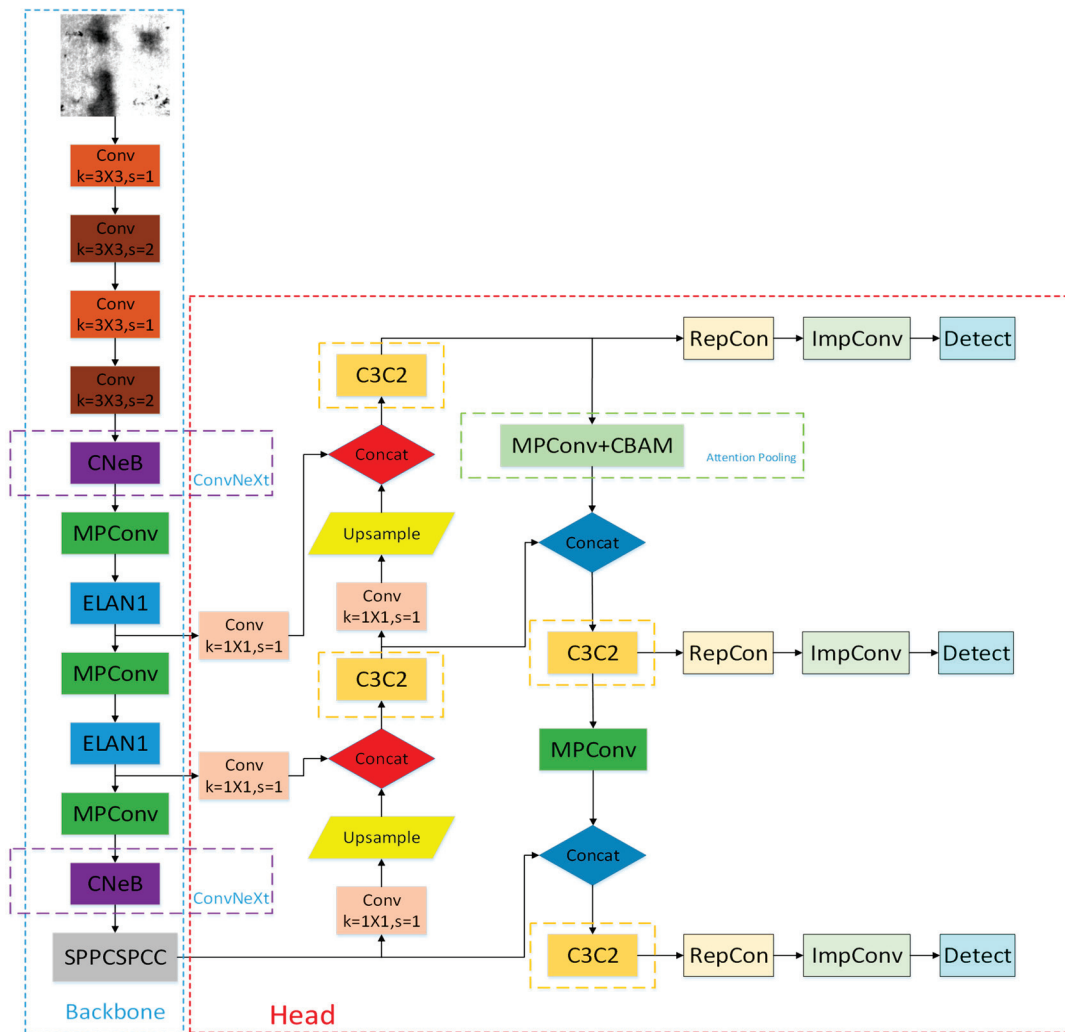 Conv
k=3X3,s=1
Conv
k=3X3,s=2
Conv
k=3X3,s=1
Conv
k=3X3,s=2
CNeB
ConvNeXt
MPConv
ELAN1
MPConv
ELAN1
MPConv
CNeB
ConvNeXt
SPPCSPCC
Backbone
Conv
k=1X1,s=1
Conv
k=1X1,s=1
C3C2
Concat
Upsample
Conv
k=1X1,s=1
C3C2
Concat
Upsample
Conv
k=1X1,s=1
MPConv+CBAM
Attention Pooling
Concat
C3C2
MPConv
Concat
C3C2
RepCon
ImpConv
Detect
RepCon
ImpConv
Detect
RepCon
ImpConv
Detect
Head